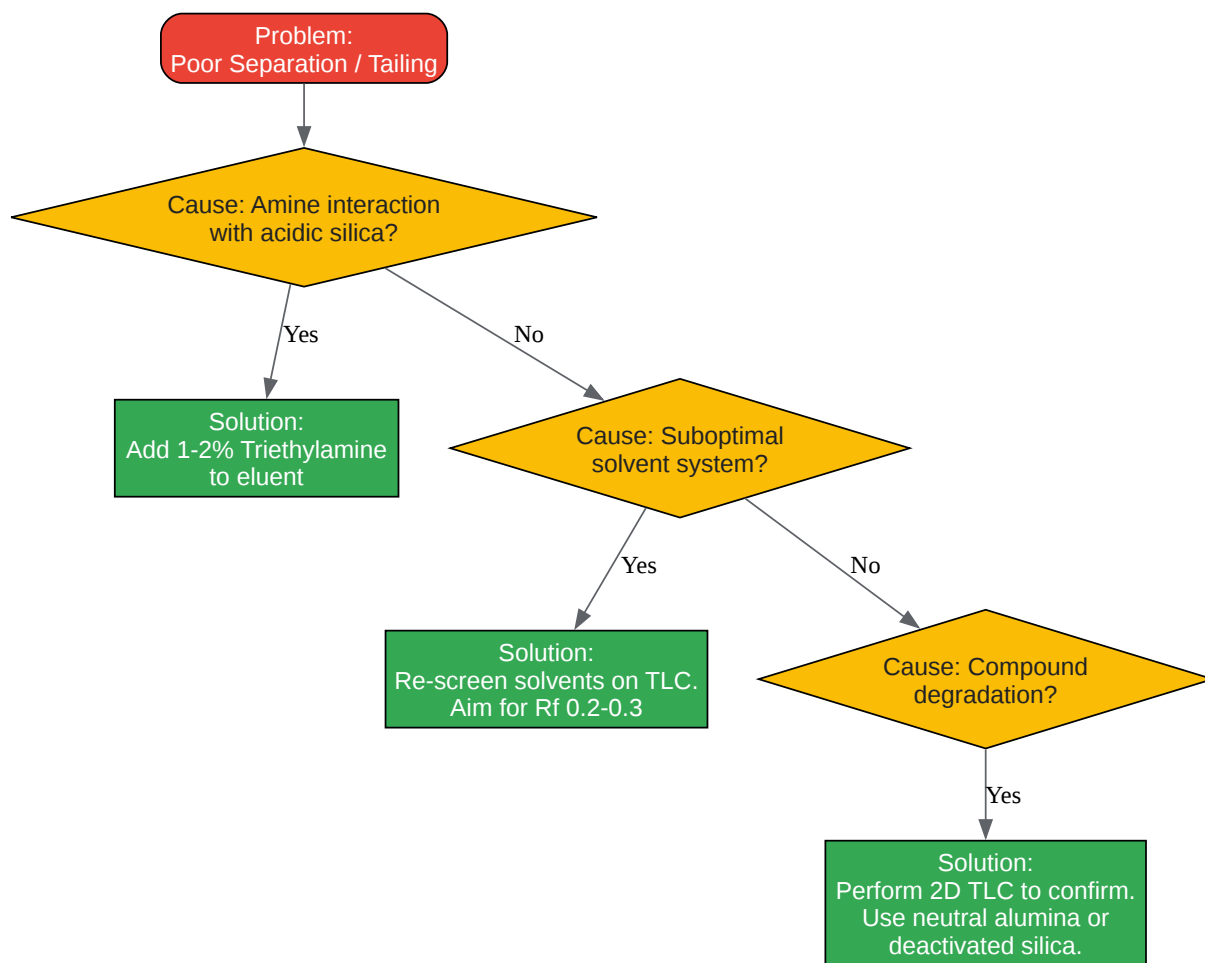 Problem:
Poor Separation / Tailing
Cause: Amine interaction
with acidic silica?
Yes
No
Solution:
Add 1-2% Triethylamine
to eluent
Cause: Suboptimal
solvent system?
Yes
No
Solution:
Re-screen solvents on TLC.
Aim for Rf 0.2-0.3
Cause: Compound
degradation?
Yes
Solution:
Perform 2D TLC to confirm.
Use neutral alumina or
deactivated silica.